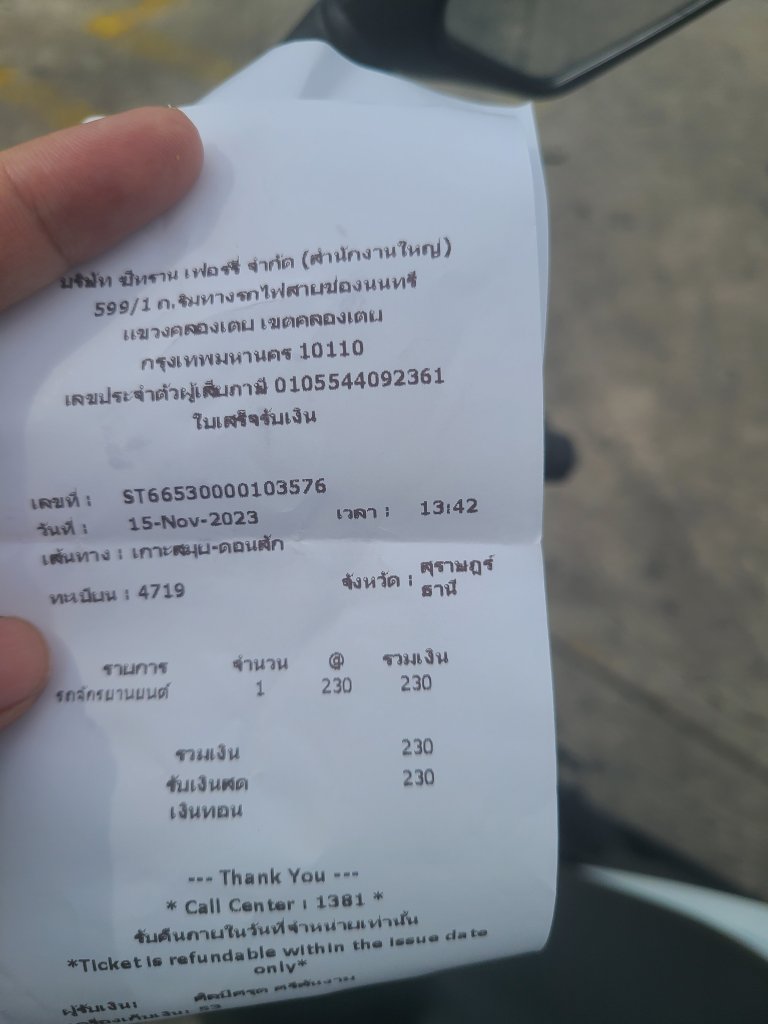 บริษัท ซีทราน เฟอร์รี่ จำกัด (สำนักงานใหญ่)
599/1 ถ.ริมทางรถไฟสายช่องนนทรี
แขวงคลองเตย เขตคลองเตย
กรุงเทพมหานคร 10110
เลขประจำตัวผู้เสียภาษี 0105544092361
ใบเสร็จรับเงิน
เลขที่ : ST66530000103576
วันที่ : 15-Nov-2023 เวลา : 13:42
เส้นทาง : เกาะสมุย-ดอนสัก
ทะเบียน : 4719 จังหวัด : สุราษฎร์
ธานี
รายการ จำนวน @ รวมเงิน
รถจักรยานยนต์ 1 230 230
รวมเงิน 230
รับเงินสด 230
เงินทอน
--- Thank You ---
* Call Center : 1381 *
รับคืนภายในวันที่จำหน่ายเท่านั้น
*Ticket is refundable within the issue date
only*
ผู้รับเงิน: